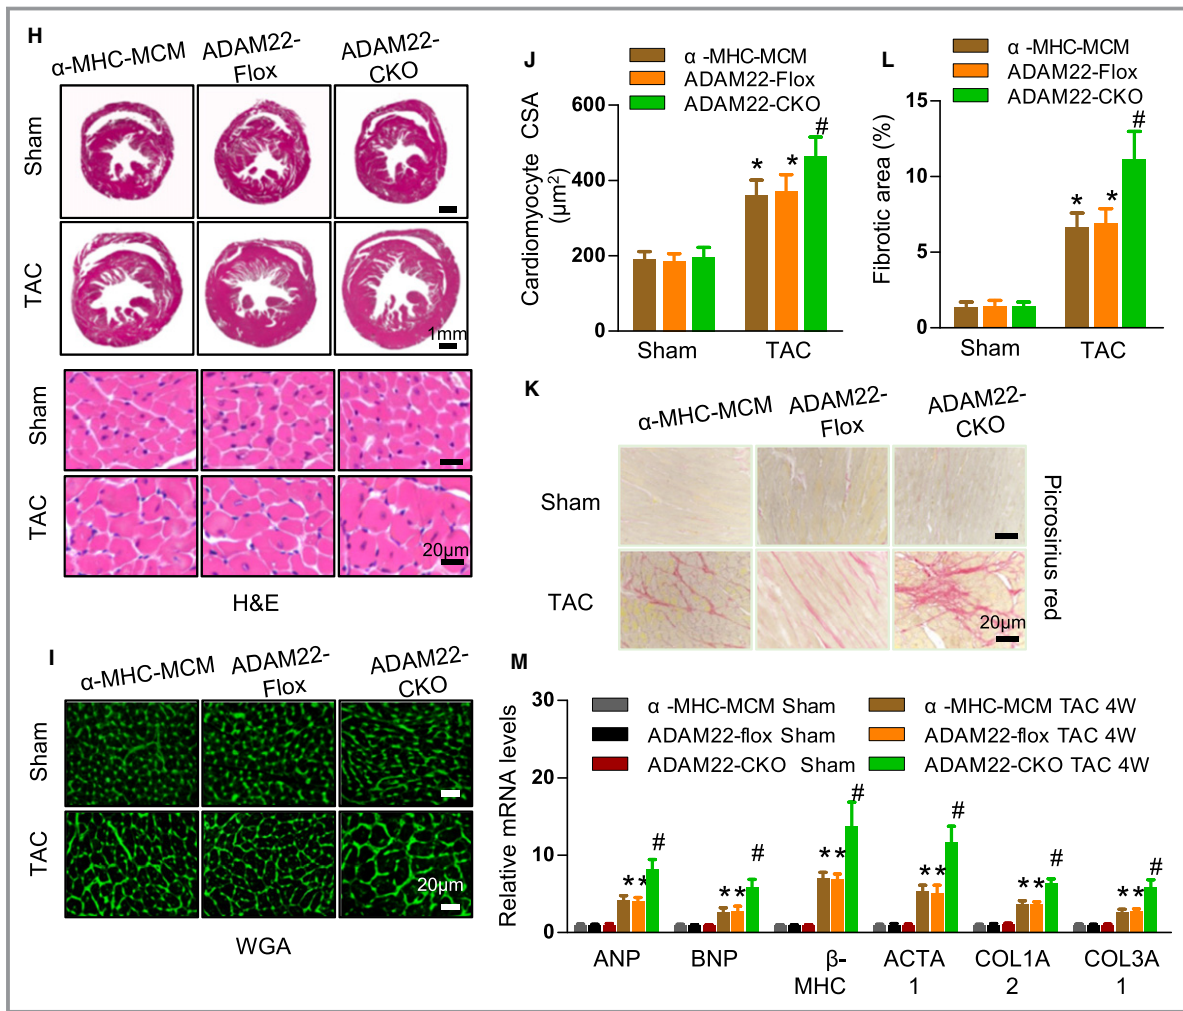 H
α-MHC-MCM
ADAM22-
Flox
ADAM22-
CKO
Sham
TAC
1mm
Sham
TAC
20μm
H&E
I
α-MHC-MCM
ADAM22-
Flox
ADAM22-
CKO
Sham
TAC
20μm
WGA
J
α -MHC-MCM
ADAM22-Flox
ADAM22-CKO
Cardiomyocyte CSA
(μm²)
600
400
200
0
* * #
Sham TAC
L
α -MHC-MCM
ADAM22-Flox
ADAM22-CKO
Fibrotic area (%)
15
10
5
0
* * #
Sham TAC
K
α-MHC-MCM
ADAM22-
Flox
ADAM22-
CKO
Sham
TAC
20μm
Picrosirius red
M
α -MHC-MCM Sham
ADAM22-flox Sham
ADAM22-CKO Sham
α -MHC-MCM TAC 4W
ADAM22-flox TAC 4W
ADAM22-CKO TAC 4W
Relative mRNA levels
30
20
10
0
** # ** # ** # ** # ** # ** #
ANP BNP β- ACTA COL1A COL3A
MHC 1 2 1